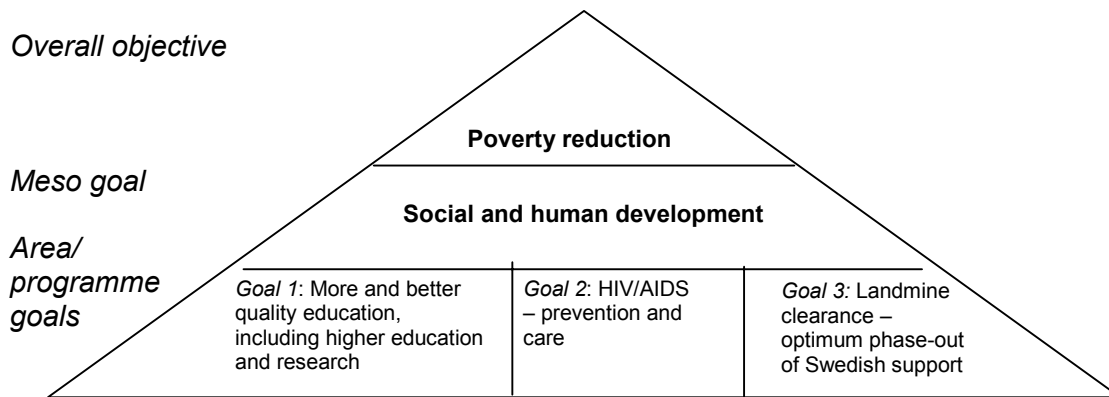 Overall objective
Poverty reduction
Meso goal
Social and human development
Area/
programme
goals
Goal 1: More and better
quality education,
including higher education
and research
Goal 2: HIV/AIDS
– prevention and
care
Goal 3: Landmine
clearance –
optimum phase-out
of Swedish support